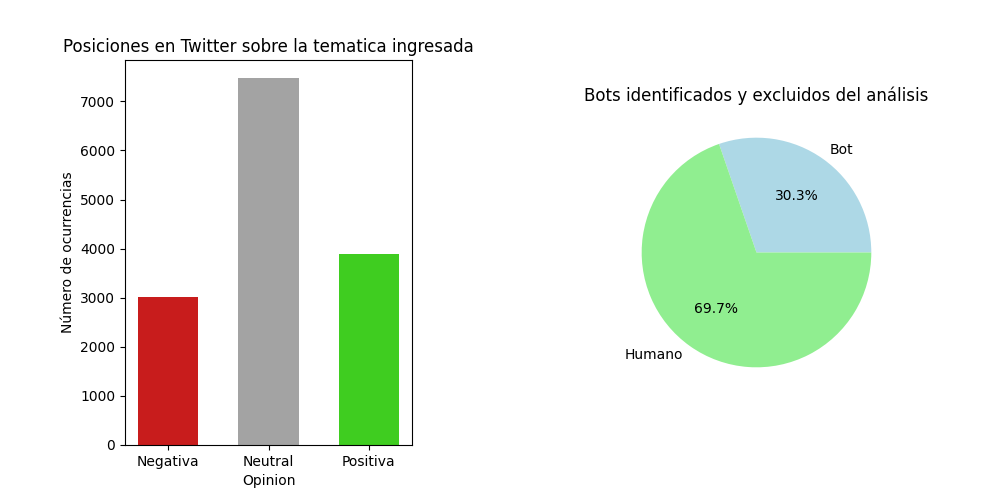 Posiciones en Twitter sobre la tematica ingresada
Número de ocurrencias
7000
6000
5000
4000
3000
2000
1000
0
Negativa
Neutral
Positiva
Opinion
Bots identificados y excluidos del análisis
Bot
30.3%
69.7%
Humano